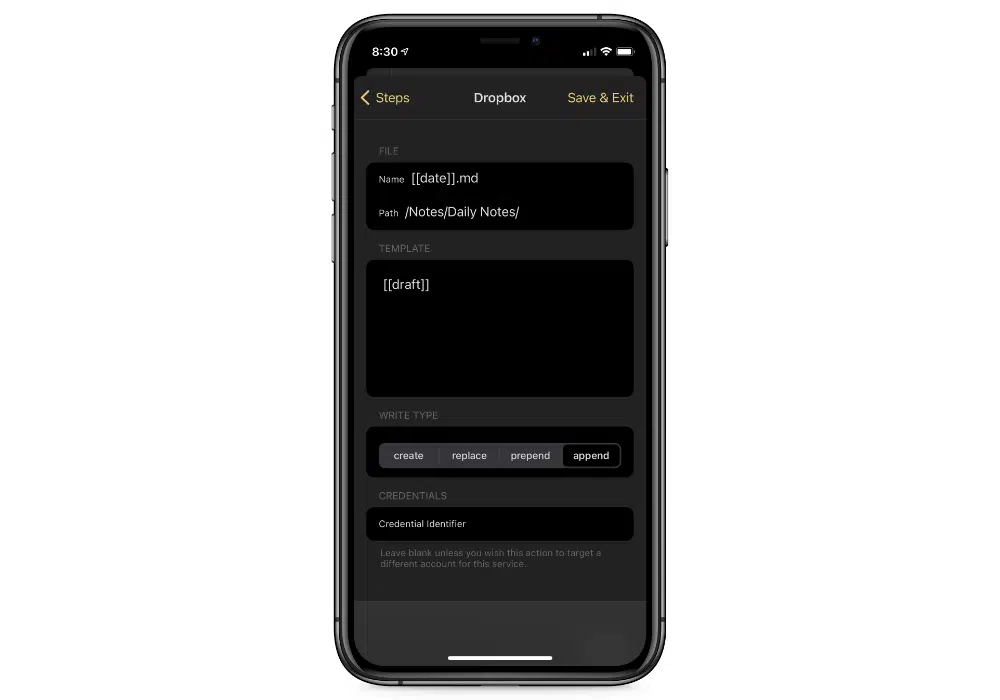 8:30
Steps
Dropbox
Save & Exit
FILE
Name [[date]].md
Path /Notes/Daily Notes/
TEMPLATE
[[draft]]
WRITE TYPE
create replace prepend append
CREDENTIALS
Credential Identifier
Leave blank unless you wish this action to target a
different account for this service.